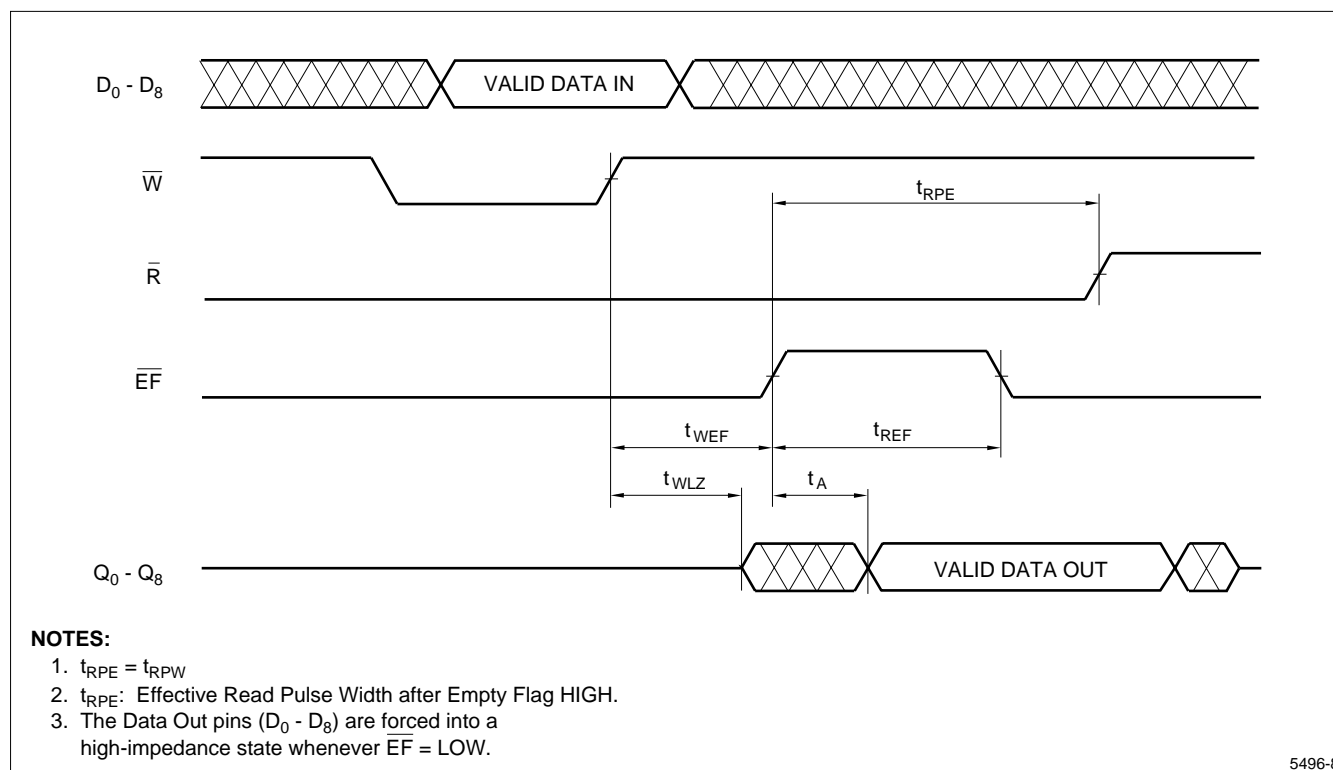 D0 - D8
VALID DATA IN
W̅
tRPE
R̅
E̅F̅
tWEF
tREF
tWLZ
tA
Q0 - Q8
VALID DATA OUT
NOTES:
1. tRPE = tRPW
2. tRPE: Effective Read Pulse Width after Empty Flag HIGH.
3. The Data Out pins (D0 - D8) are forced into a
high-impedance state whenever E̅F̅ = LOW.
5496-8